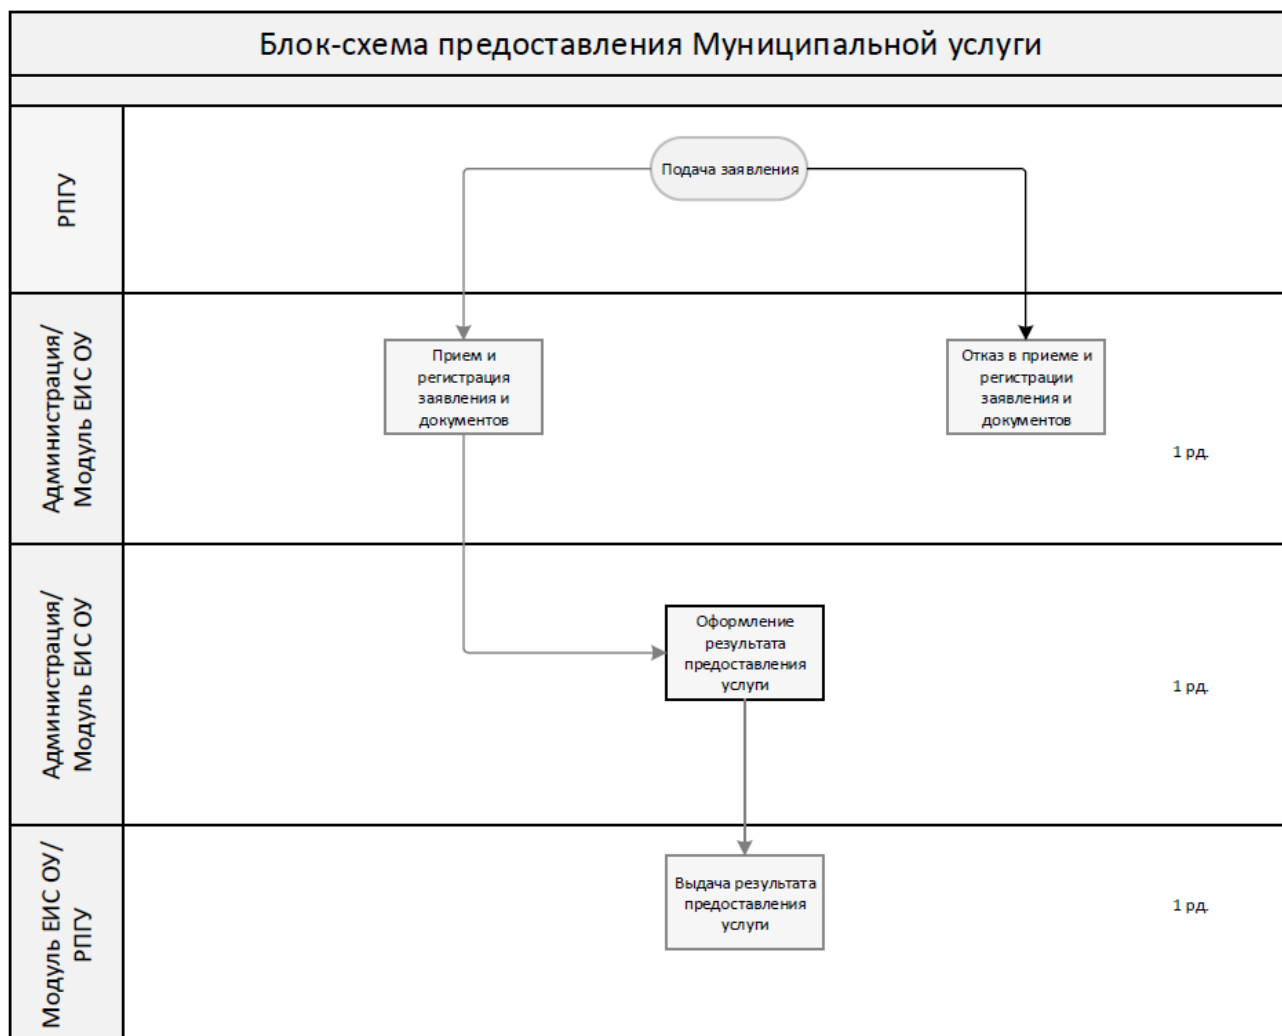 Блок-схема предоставления Муниципальной услуги
РПГУ
Подача заявления
Администрация/
Модуль ЕИС ОУ
Прием и
регистрация
заявления и
документов
Отказ в приеме и
регистрации
заявления и
документов
1 рд.
Администрация/
Модуль ЕИС ОУ
Оформление
результата
предоставления
услуги
1 рд.
Модуль ЕИС ОУ/
РПГУ
Выдача результата
предоставления
услуги
1 рд.